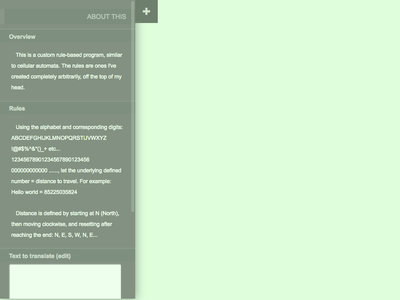 ABOUT THIS
+
Overview
This is a custom rule-based program, similar
to cellular automata. The rules are ones I've
created completely arbitrarily, off the top of my
head.
Rules
Using the alphabet and corresponding digits:
ABCDEFGHIJKLMNOPQRSTUVWXYZ
!@#$%^&*()_+ etc...
12345678901234567890123456
000000000000 ......, let the underlying defined
number = distance to travel. For example:
Hello world = 85225035824
Distance is defined by starting at N (North),
then moving clockwise, and resetting after
reaching the end: N, E, S, W, N, E...
Text to translate (edit)